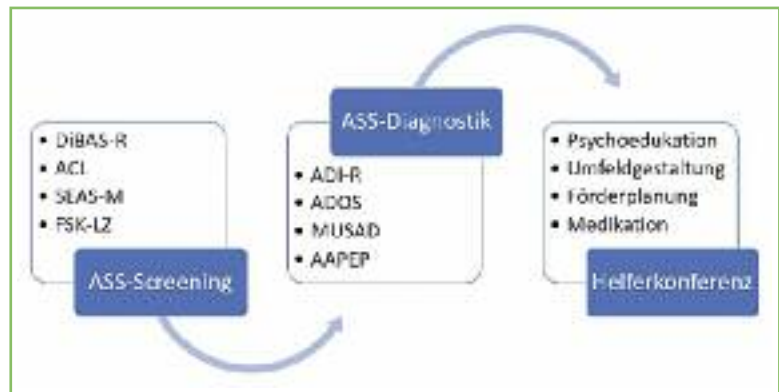 • DiBAS-R
• ACL
• SEAS-M
• FSK-LZ
ASS-Screening
ASS-Diagnostik
• ADI-R
• ADOS
• MUSAD
• AAPEP
• Psychoedukation
• Umfeldgestaltung
• Förderplanung
• Medikation
Helferkonferenz